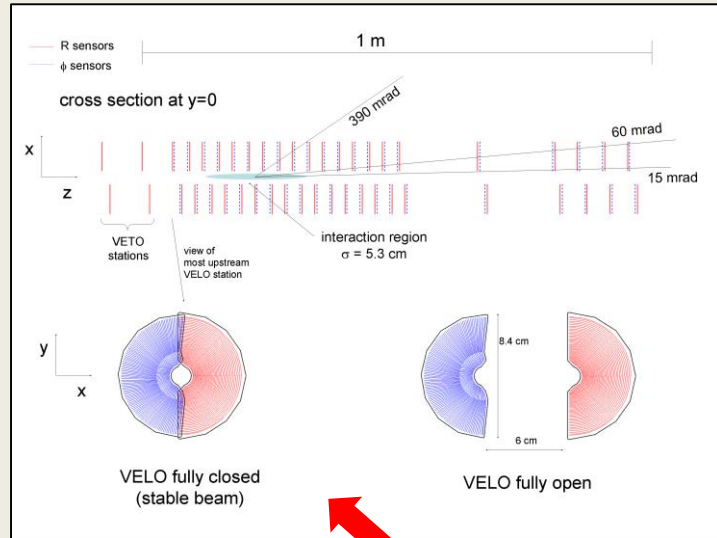 1 m
R sensors
ϕ sensors
cross section at y=0
390 mrad
60 mrad
15 mrad
x
z
VETO
stations
view of
most upstream
VELO station
interaction region
σ = 5.3 cm
y
x
8.4 cm
6 cm
VELO fully closed
(stable beam)
VELO fully open